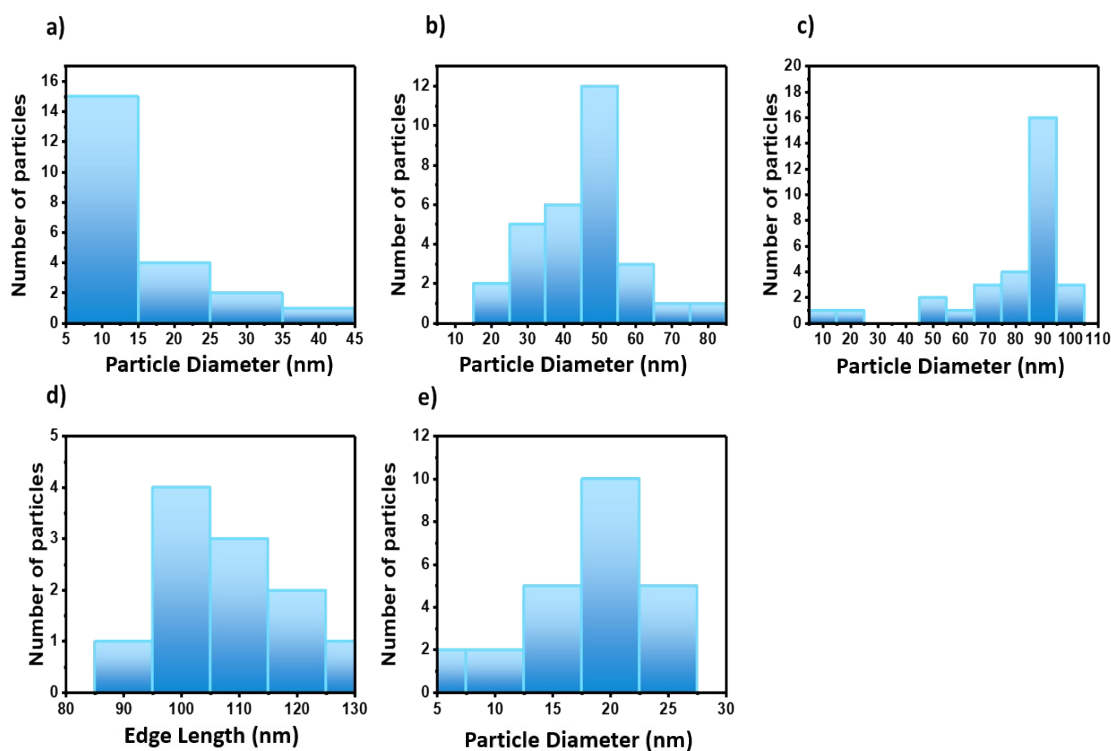 a)
16
14
12
10
8
6
4
2
0
Number of particles
5 10 15 20 25 30 35 40 45
Particle Diameter (nm)
b)
12
10
8
6
4
2
0
Number of particles
10 20 30 40 50 60 70 80
Particle Diameter (nm)
c)
20
18
16
14
12
10
8
6
4
2
0
Number of particles
10 20 30 40 50 60 70 80 90 100 110
Particle Diameter (nm)
d)
5
4
3
2
1
0
Number of particles
80 90 100 110 120 130
Edge Length (nm)
e)
12
10
8
6
4
2
0
Number of particles
5 10 15 20 25 30
Particle Diameter (nm)